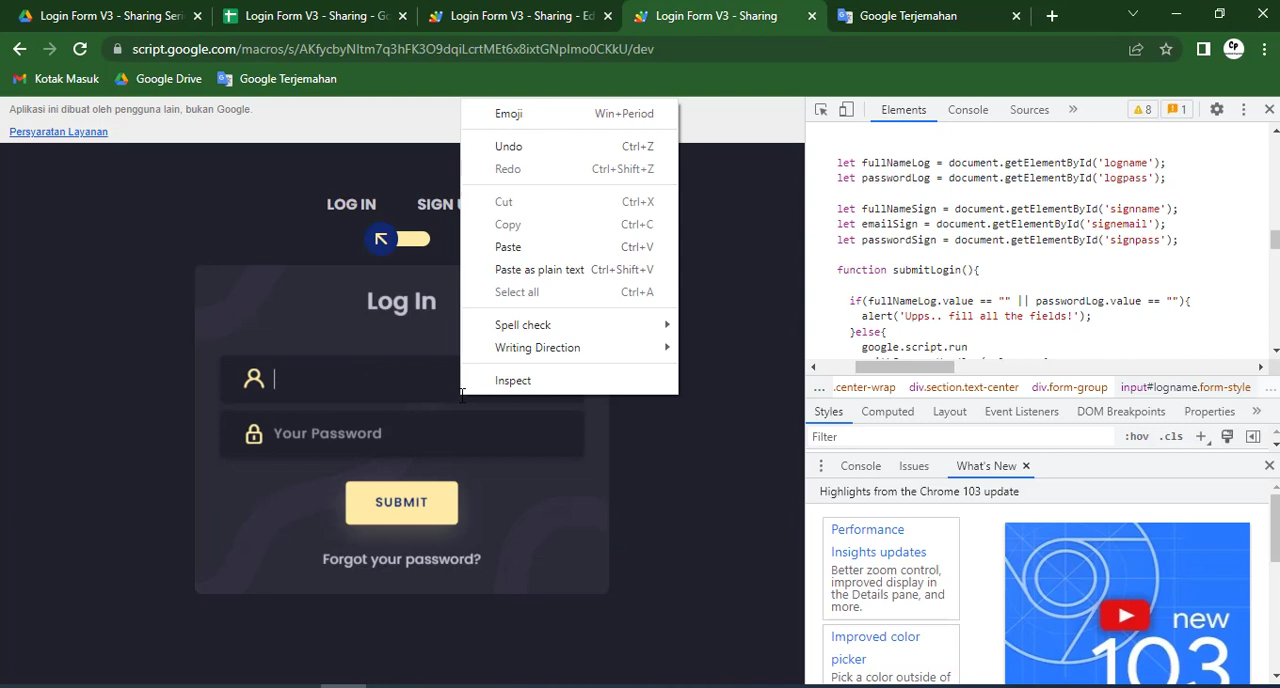 Login Form V3 - Sharing Seri
Login Form V3 - Sharing - Go
Login Form V3 - Sharing - Ed
Login Form V3 - Sharing
Google Terjemahan
script.google.com/macros/s/AKfycbyNItm7q3hFK3O9dqiLcrtMEt6x8ixtGNpImo0CKkU/dev
Cp
Kotak Masuk
Google Drive
Google Terjemahan
Aplikasi ini dibuat oleh pengguna lain, bukan Google.
Persyaratan Layanan
LOG IN
SIGN U
Log In
Your Password
SUBMIT
Forgot your password?
Emoji Win+Period
Undo Ctrl+Z
Redo Ctrl+Shift+Z
Cut Ctrl+X
Copy Ctrl+C
Paste Ctrl+V
Paste as plain text Ctrl+Shift+V
Select all Ctrl+A
Spell check
Writing Direction
Inspect
Elements Console Sources » 8 1
let fullNameLog = document.getElementById('logname');
let passwordLog = document.getElementById('logpass');
let fullNameSign = document.getElementById('signname');
let emailSign = document.getElementById('signemail');
let passwordSign = document.getElementById('signpass');
function submitLogin(){
if(fullNameLog.value == "" || passwordLog.value == ""){
alert('Upps.. fill all the fields!');
}else{
google.script.run
... .center-wrap div.section.text-center div.form-group input#logname.form-style ...
Styles Computed Layout Event Listeners DOM Breakpoints Properties »
Filter :hov .cls +
Console Issues What's New ×
Highlights from the Chrome 103 update
Performance
Insights updates
Better zoom control,
improved display in
the Details pane, and
more.
Improved color
picker
Pick a color outside of
new
103